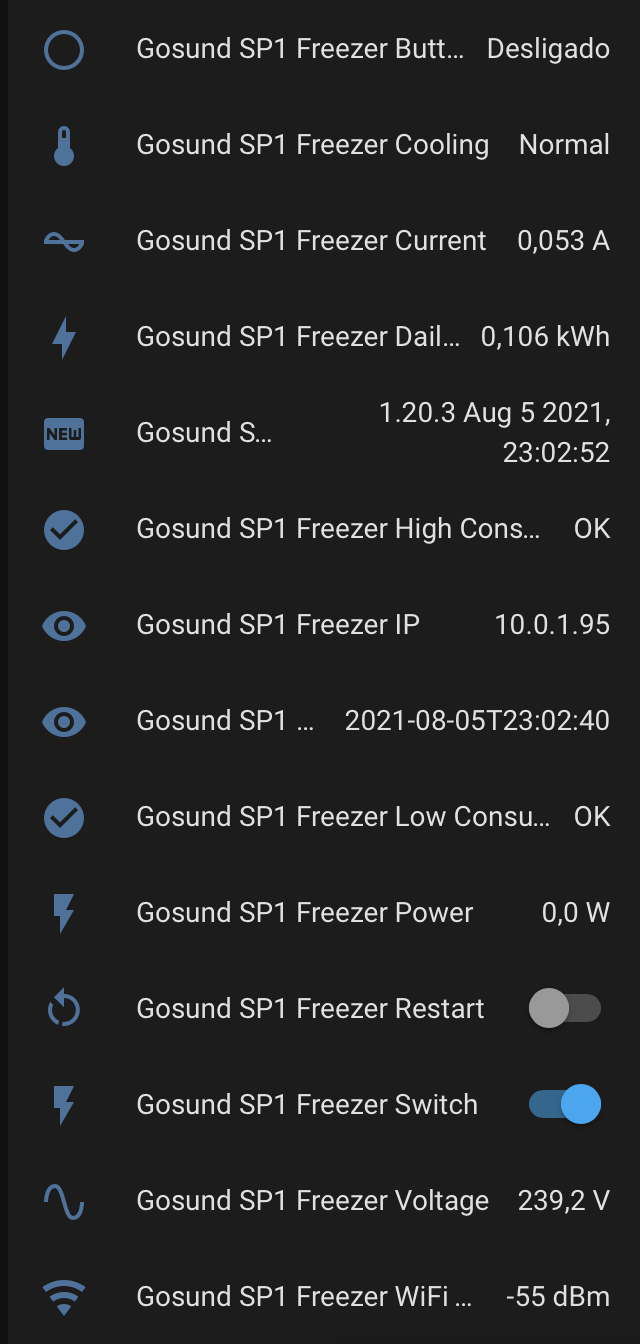 Gosund SP1 Freezer Butt... Desligado
Gosund SP1 Freezer Cooling Normal
Gosund SP1 Freezer Current 0,053 A
Gosund SP1 Freezer Dail... 0,106 kWh
NEW Gosund S... 1.20.3 Aug 5 2021,
23:02:52
Gosund SP1 Freezer High Cons... OK
Gosund SP1 Freezer IP 10.0.1.95
Gosund SP1 ... 2021-08-05T23:02:40
Gosund SP1 Freezer Low Consu... OK
Gosund SP1 Freezer Power 0,0 W
Gosund SP1 Freezer Restart
Gosund SP1 Freezer Switch
Gosund SP1 Freezer Voltage 239,2 V
Gosund SP1 Freezer WiFi ... -55 dBm